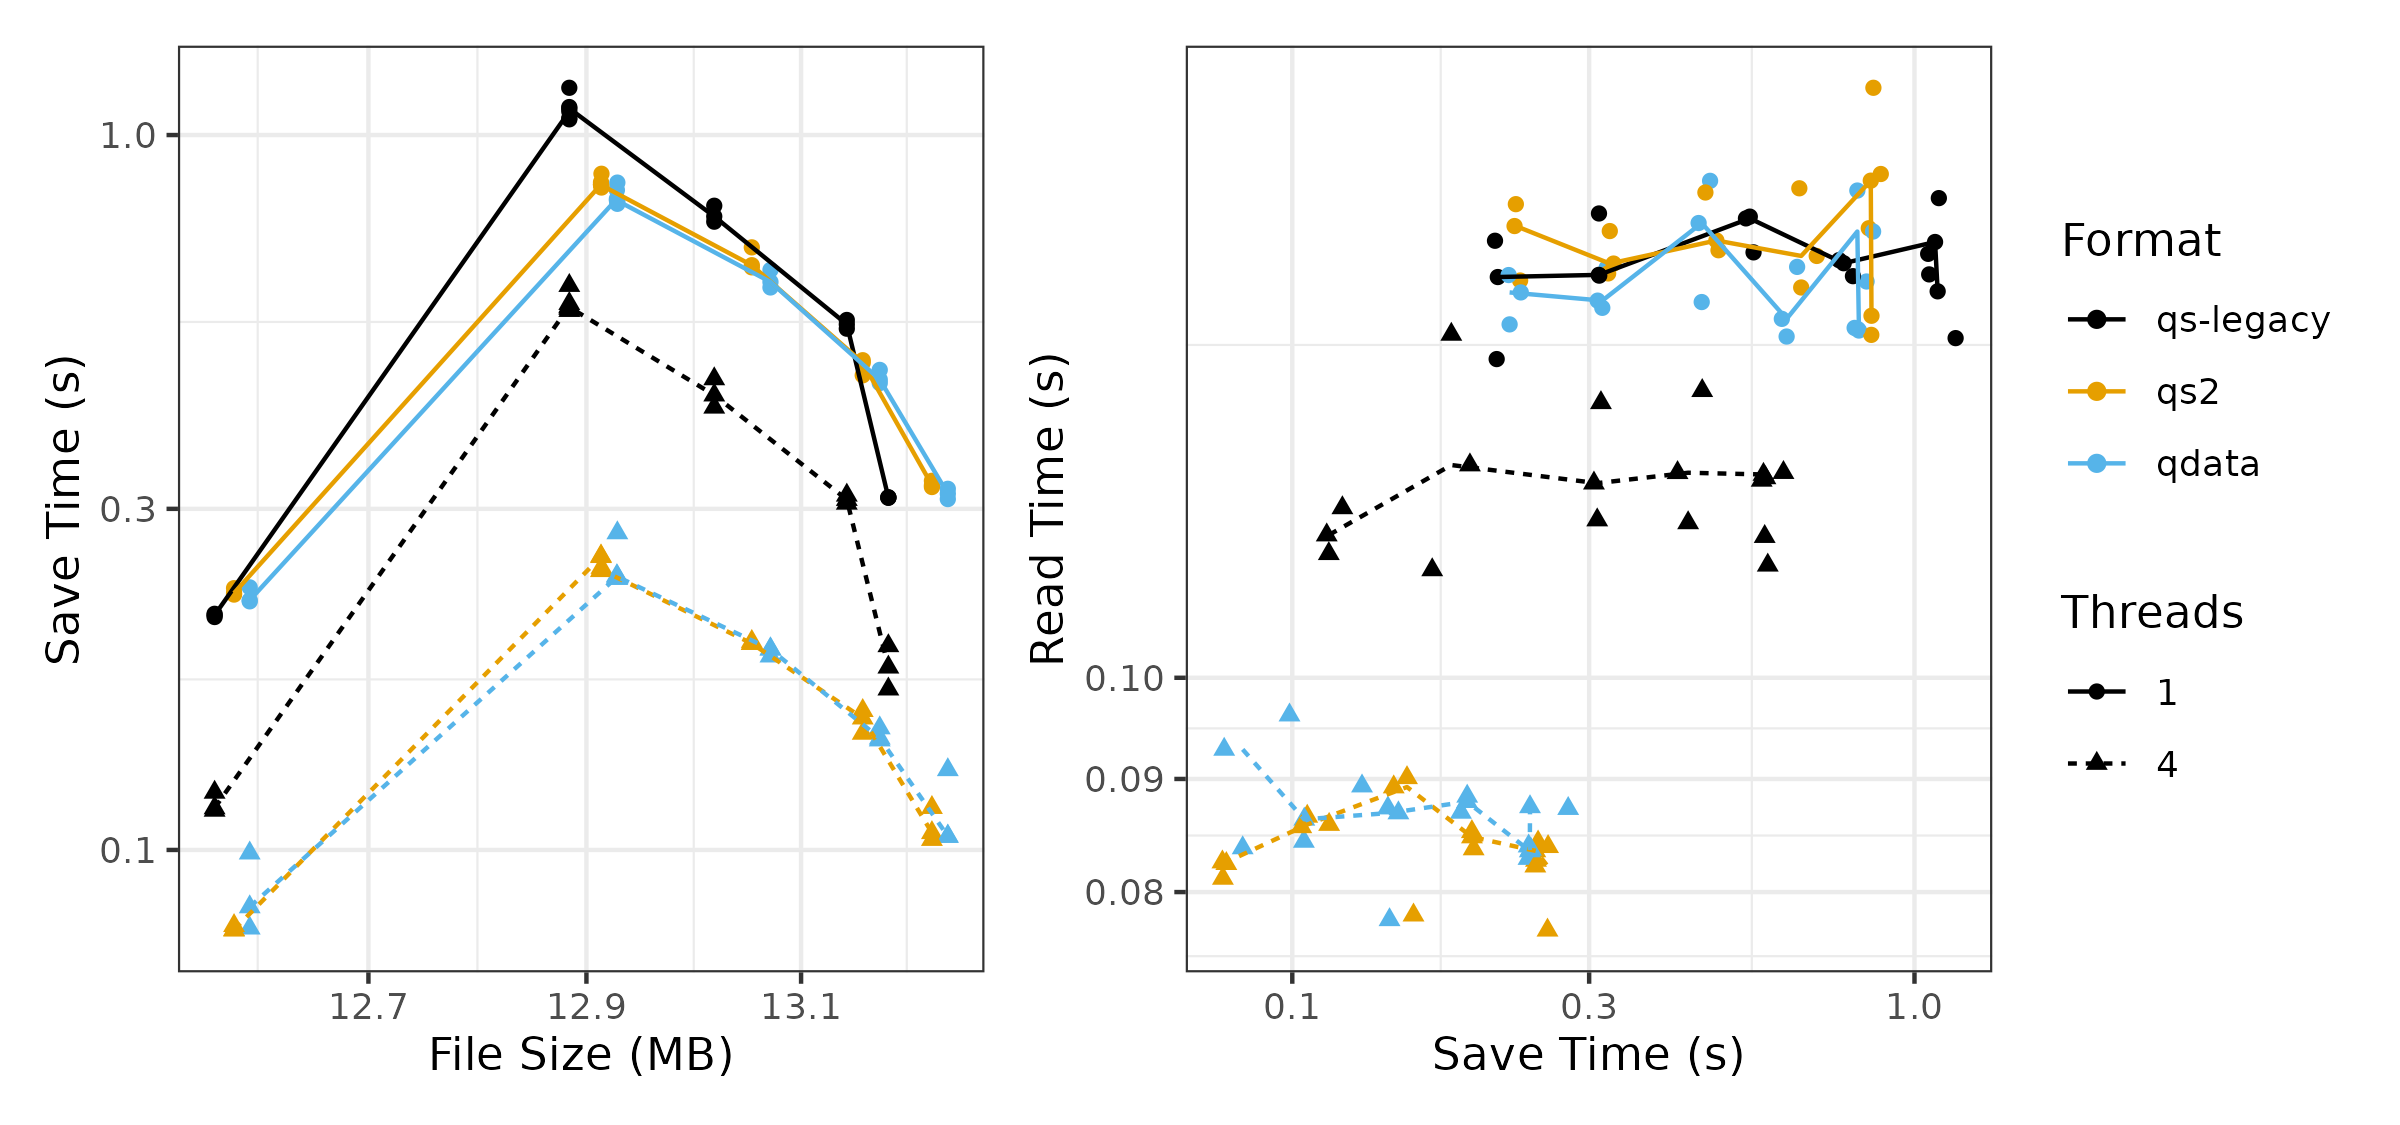 1.0
0.3
0.1
Save Time (s)
12.7
12.9
13.1
File Size (MB)
0.10
0.09
0.08
Read Time (s)
0.1
0.3
1.0
Save Time (s)
Format
qs-legacy
qs2
qdata
Threads
1
4